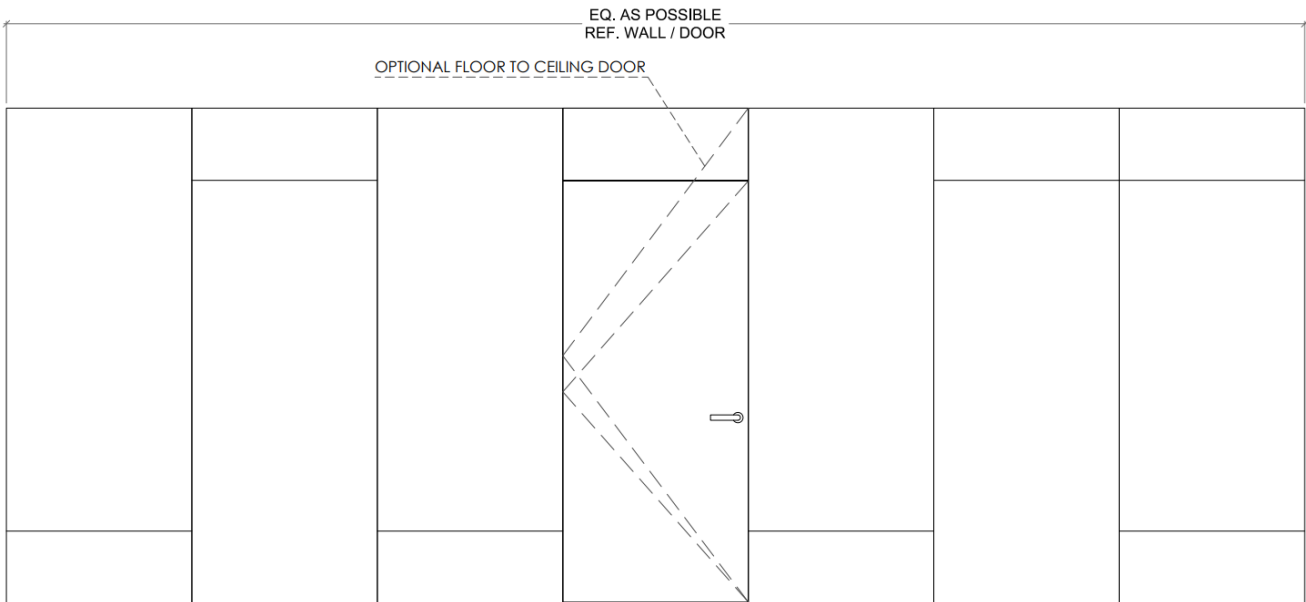 EQ. AS POSSIBLE
REF. WALL / DOOR
OPTIONAL FLOOR TO CEILING DOOR